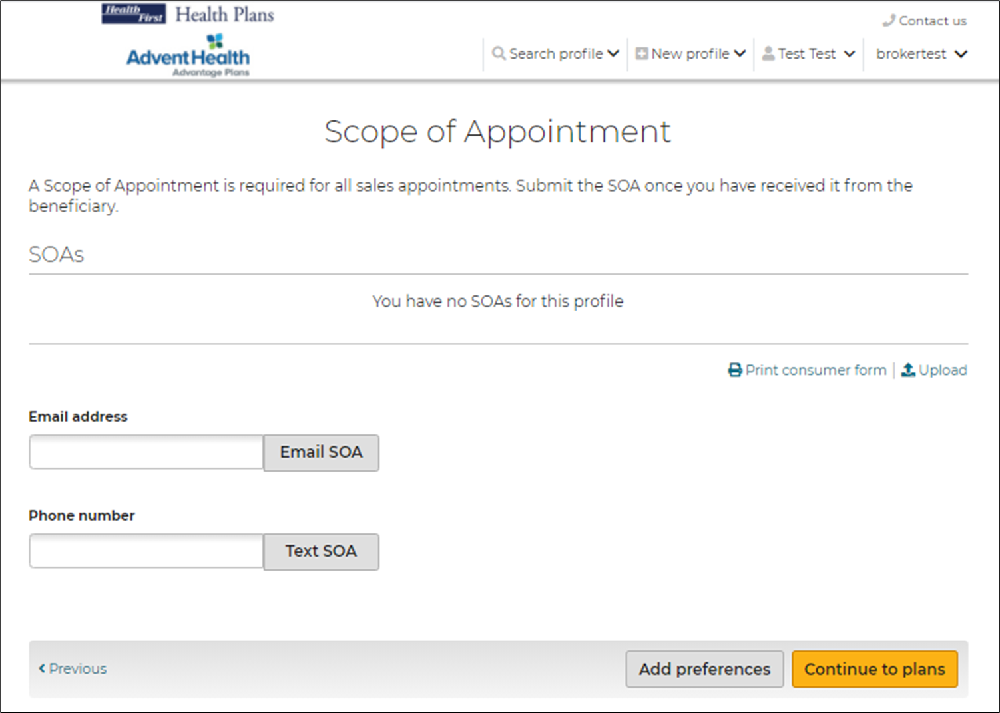 Health First Health Plans
AdventHealth
Advantage Plans
Contact us
Search profile
New profile
Test Test
brokertest
Scope of Appointment
A Scope of Appointment is required for all sales appointments. Submit the SOA once you have received it from the
beneficiary.
SOAs
You have no SOAs for this profile
Print consumer form | Upload
Email address
Email SOA
Phone number
Text SOA
Previous
Add preferences
Continue to plans